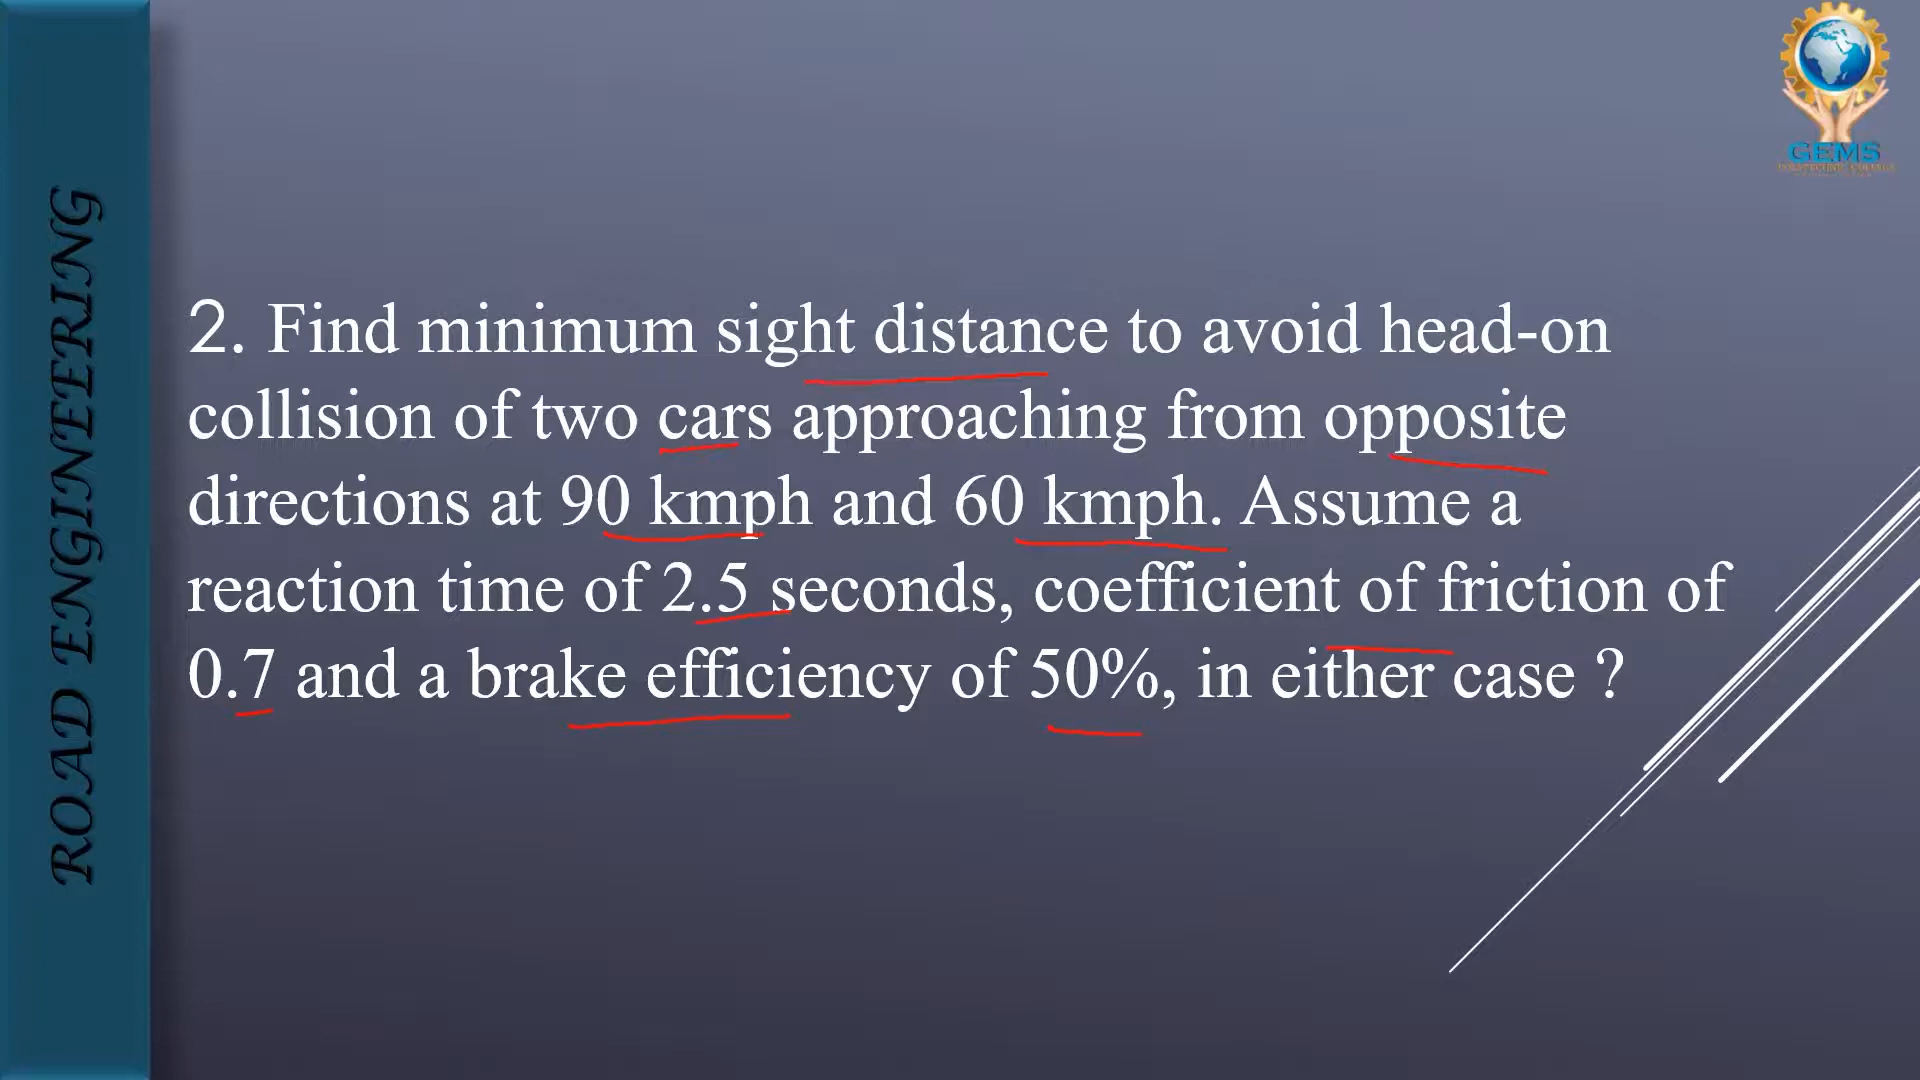 ROAD ENGINEERING
GEMS
POLYTECHNIC COLLEGE
2. Find minimum sight distance to avoid head-on
collision of two cars approaching from opposite
directions at 90 kmph and 60 kmph. Assume a
reaction time of 2.5 seconds, coefficient of friction of
0.7 and a brake efficiency of 50%, in either case ?